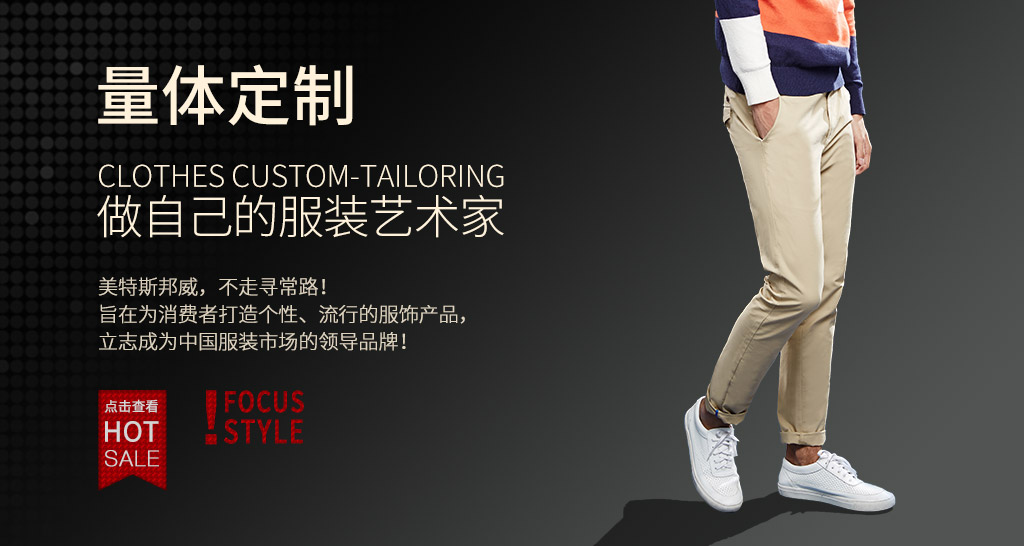 量体定制
CLOTHES CUSTOM-TAILORING
做自己的服装艺术家
美特斯邦威，不走寻常路！
旨在为消费者打造个性、流行的服饰产品，
立志成为中国服装市场的领导品牌！
点击查看
HOT
SALE
! FOCUS
STYLE